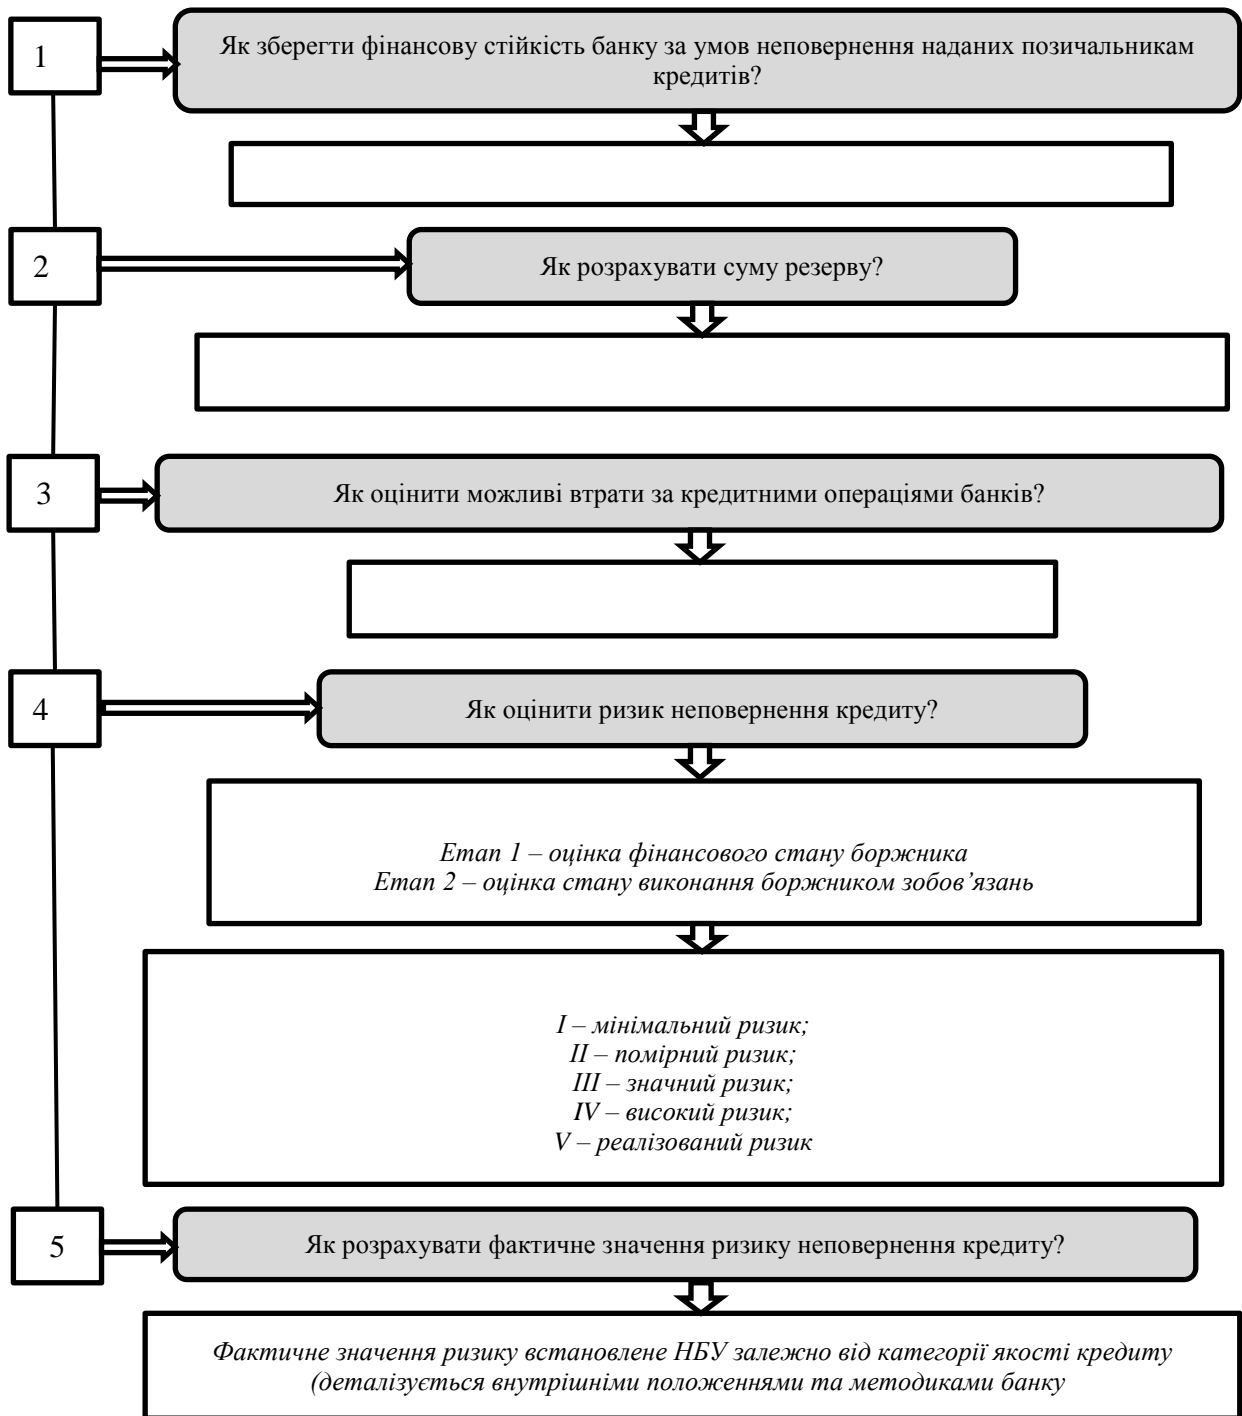 1
Як зберегти фінансову стійкість банку за умов неповернення наданих позичальникам
кредитів?
2
Як розрахувати суму резерву?
3
Як оцінити можливі втрати за кредитними операціями банків?
4
Як оцінити ризик неповернення кредиту?
Етап 1 – оцінка фінансового стану боржника
Етап 2 – оцінка стану виконання боржником зобов’язань
I – мінімальний ризик;
II – помірний ризик;
III – значний ризик;
IV – високий ризик;
V – реалізований ризик
5
Як розрахувати фактичне значення ризику неповернення кредиту?
Фактичне значення ризику встановлене НБУ залежно від категорії якості кредиту
(деталізується внутрішніми положеннями та методиками банку